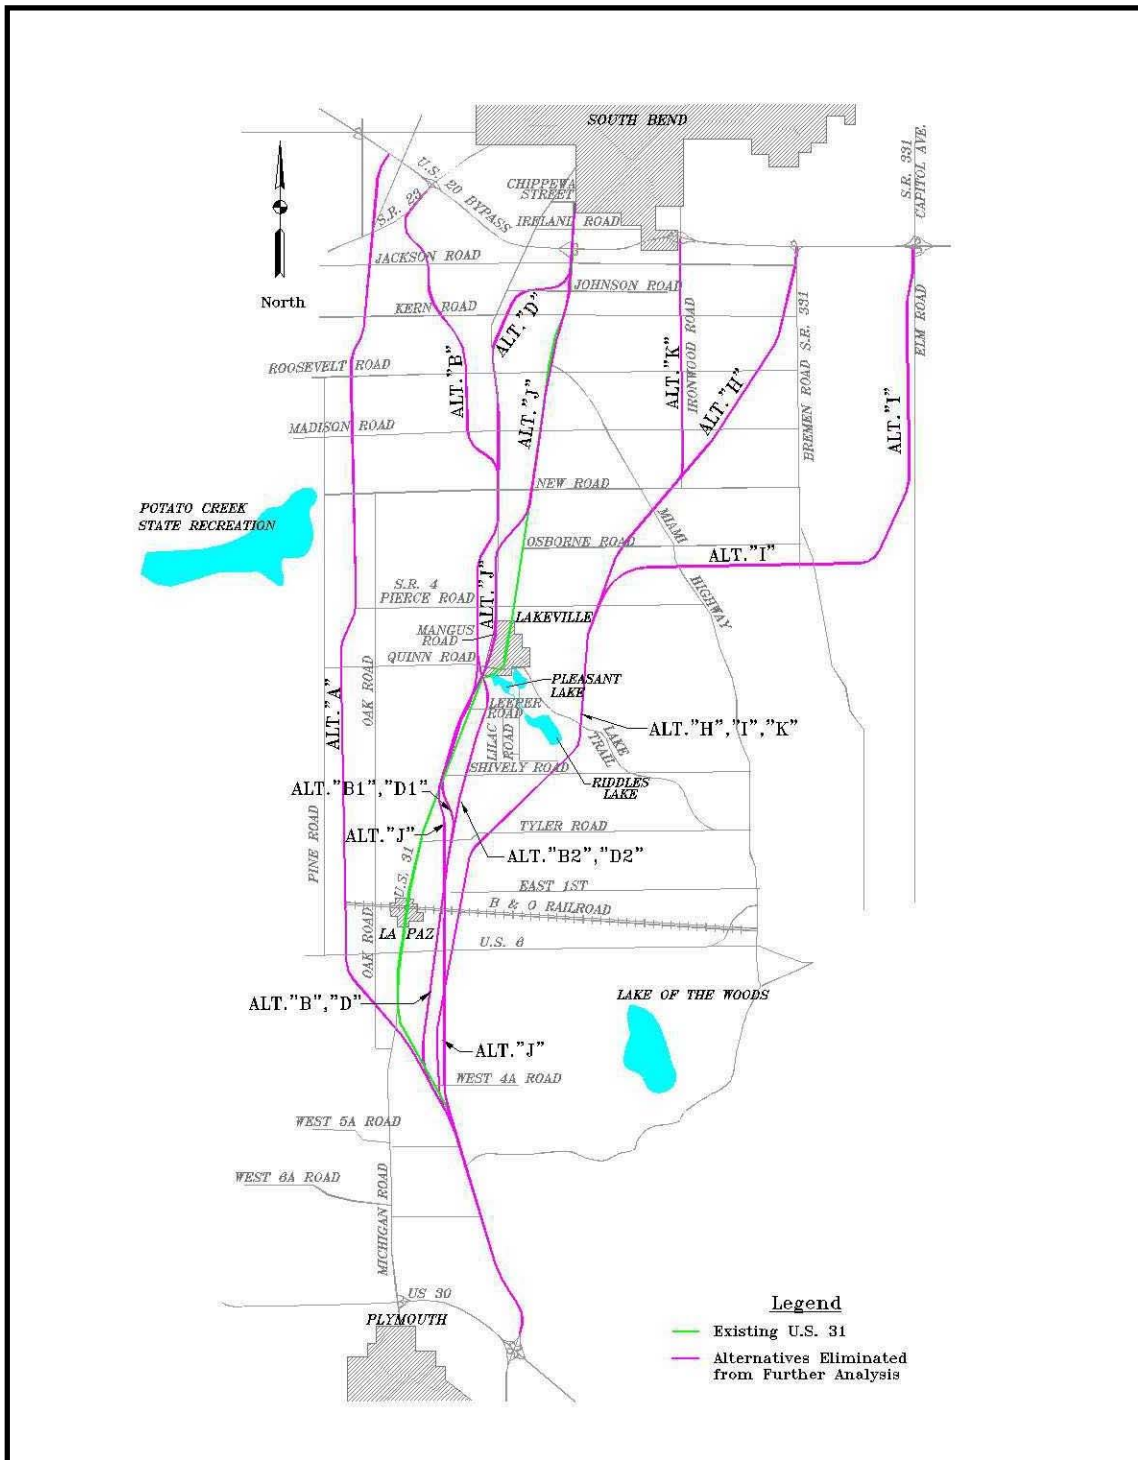 SOUTH BEND
S.R. 331
CAPITOL AVE.
U.S. 20 BYPASS
CHIPPEWA
STREET
S.R. 23
IRELAND ROAD
JACKSON ROAD
North
JOHNSON ROAD
KERN ROAD
ALT."D"
IRONWOOD ROAD
BREMEN ROAD S.R. 331
ELM ROAD
ROOSEVELT ROAD
ALT."B"
ALT."J"
ALT."K"
ALT."H"
ALT."I"
MADISON ROAD
NEW ROAD
POTATO CREEK
STATE RECREATION
MIAMI
HIGHWAY
OSBORNE ROAD
ALT."I"
S.R. 4
PIERCE ROAD
ALT."J"
LAKEVILLE
MANGUS
ROAD
QUINN ROAD
PLEASANT
LAKE
OAK ROAD
ALT."A"
LEEPER
ROAD
LILAC
ROAD
LAKE
TRAIL
ALT."H","I","K"
SHIVELY ROAD
RIDDLES
LAKE
ALT."B1","D1"
PINE ROAD
ALT."J"
TYLER ROAD
ALT."B2","D2"
U.S. 31
EAST 1ST
B & O RAILROAD
LA PAZ
OAK ROAD
U.S. 6
ALT."B","D"
LAKE OF THE WOODS
ALT."J"
WEST 4A ROAD
WEST 5A ROAD
WEST 6A ROAD
MICHIGAN ROAD
US 30
PLYMOUTH
Legend
Existing U.S. 31
Alternatives Eliminated
from Further Analysis